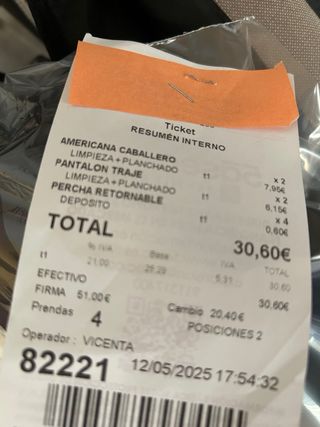 Ticket
RESUMÉN INTERNO
AMERICANA CABALLERO x 2
LIMPIEZA + PLANCHADO t1 7,95€
PANTALON TRAJE x 2
LIMPIEZA + PLANCHADO t1 6,15€
PERCHA RETORNABLE x 4
DEPOSITO t1 0,60€
TOTAL 30,60€
% IVA Base IVA TOTAL
t1 21,00 25,29 5,31 30,60
EFECTIVO 30,60€
FIRMA 51,00€ Cambio 20,40€
Prendas 4 POSICIONES 2
Operador : VICENTA
82221 12/05/2025 17:54:32